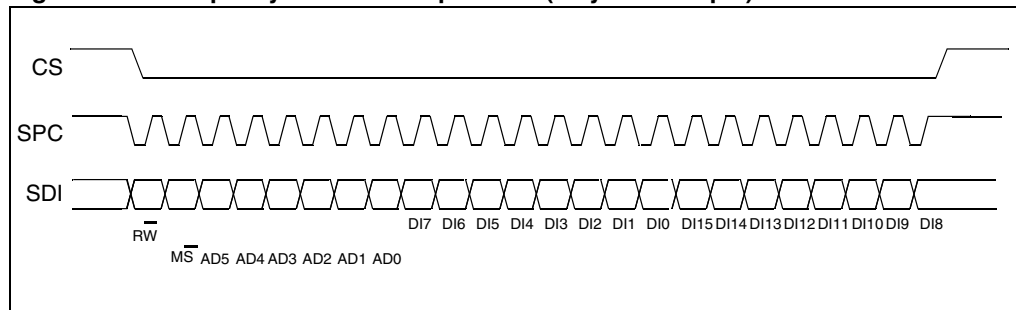 CS
SPC
SDI
DI7 DI6 DI5 DI4 DI3 DI2 DI1 DI0 DI15 DI14 DI13 DI12 DI11 DI10 DI9 DI8
RW̅
MS̅ AD5 AD4 AD3 AD2 AD1 AD0